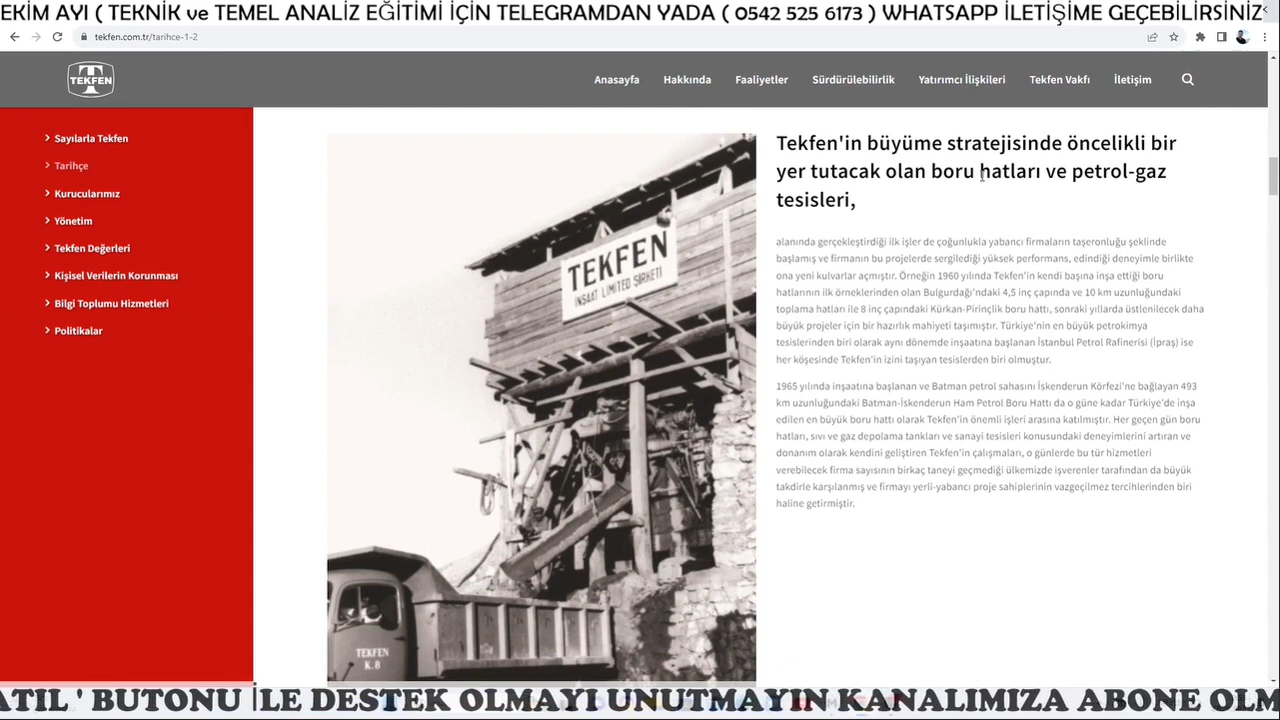 EKİM AYI ( TEKNİK ve TEMEL ANALİZ EĞİTİMİ İÇİN TELEGRAMDAN YADA ( 0542 525 6173 ) WHATSAPP İLETİŞİME GEÇEBİLİRSİNİZ
tekfen.com.tr/tarihce-1-2
TEKFEN
Anasayfa Hakkında Faaliyetler Sürdürülebilirlik Yatırımcı İlişkileri Tekfen Vakfı İletişim
Sayılarla Tekfen
Tarihçe
Kurucularımız
Yönetim
Tekfen Değerleri
Kişisel Verilerin Korunması
Bilgi Toplumu Hizmetleri
Politikalar
TEKFEN
İNŞAAT LİMİTED ŞİRKETİ
TEKFEN
K.8
Tekfen'in büyüme stratejisinde öncelikli bir
yer tutacak olan boru hatları ve petrol-gaz
tesisleri,
alanında gerçekleştirdiği ilk işler de çoğunlukla yabancı firmaların taşeronluğu şeklinde
başlamış ve firmanın bu projelerde sergilediği yüksek performans, edindiği deneyimle birlikte
ona yeni kulvarlar açmıştır. Örneğin 1960 yılında Tekfen'in kendi başına inşa ettiği boru
hatlarının ilk örneklerinden olan Bulgurdağı'ndaki 4,5 inç çapında ve 10 km uzunluğundaki
toplama hatları ile 8 inç çapındaki Kürkan-Pirinçlik boru hattı, sonraki yıllarda üstlenilecek daha
büyük projeler için bir hazırlık mahiyeti taşımıştır. Türkiye'nin en büyük petrokimya
tesislerinden biri olarak aynı dönemde inşaatına başlanan İstanbul Petrol Rafinerisi (İpraş) ise
her köşesinde Tekfen'in izini taşıyan tesislerden biri olmuştur.
1965 yılında inşaatına başlanan ve Batman petrol sahasını İskenderun Körfezi'ne bağlayan 493
km uzunluğundaki Batman-İskenderun Ham Petrol Boru Hattı da o güne kadar Türkiye'de inşa
edilen en büyük boru hattı olarak Tekfen'in önemli işleri arasına katılmıştır. Her geçen gün boru
hatları, sıvı ve gaz depolama tankları ve sanayi tesisleri konusundaki deneyimlerini artıran ve
donanım olarak kendini geliştiren Tekfen'in çalışmaları, o günlerde bu tür hizmetleri
verebilecek firma sayısının birkaç taneyi geçmediği ülkemizde işverenler tarafından da büyük
takdirle karşılanmış ve firmayı yerli-yabancı proje sahiplerinin vazgeçilmez tercihlerinden biri
haline getirmiştir.
ATIL ' BUTONU İLE DESTEK OLMAYI UNUTMAYIN KANALIMIZA ABONE OLM